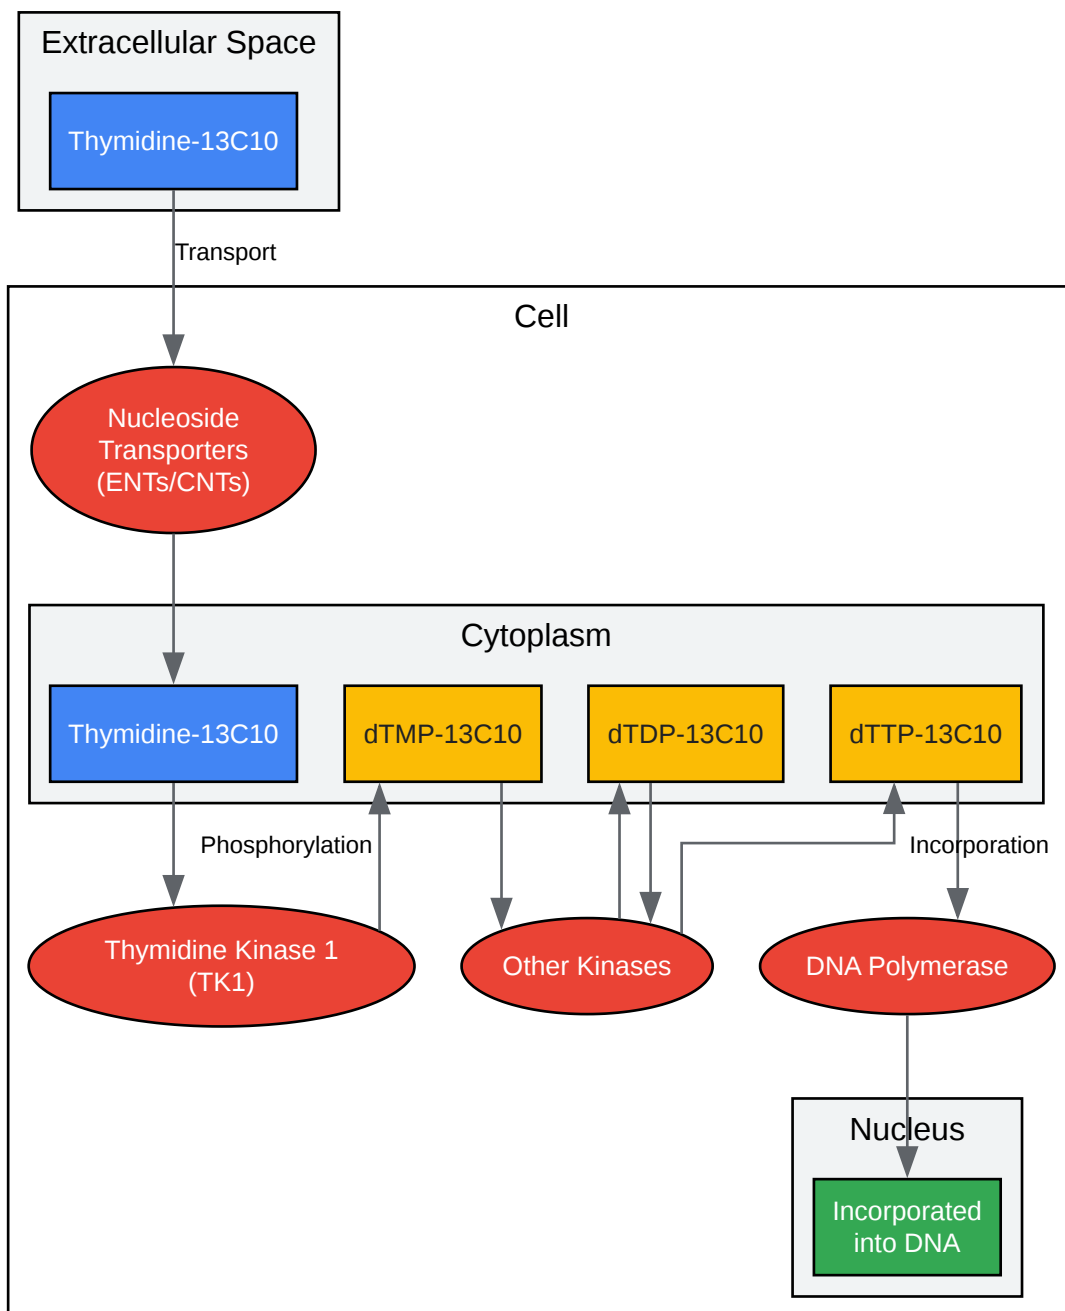 Extracellular Space
Thymidine-13C10
Transport
Cell
Nucleoside
Transporters
(ENTs/CNTs)
Cytoplasm
Thymidine-13C10
dTMP-13C10
dTDP-13C10
dTTP-13C10
Phosphorylation
Incorporation
Thymidine Kinase 1
(TK1)
Other Kinases
DNA Polymerase
Nucleus
Incorporated
into DNA